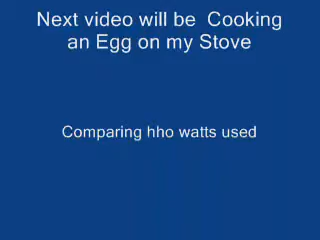 Next video will be  Cooking
an Egg on my Stove
Comparing hho watts used